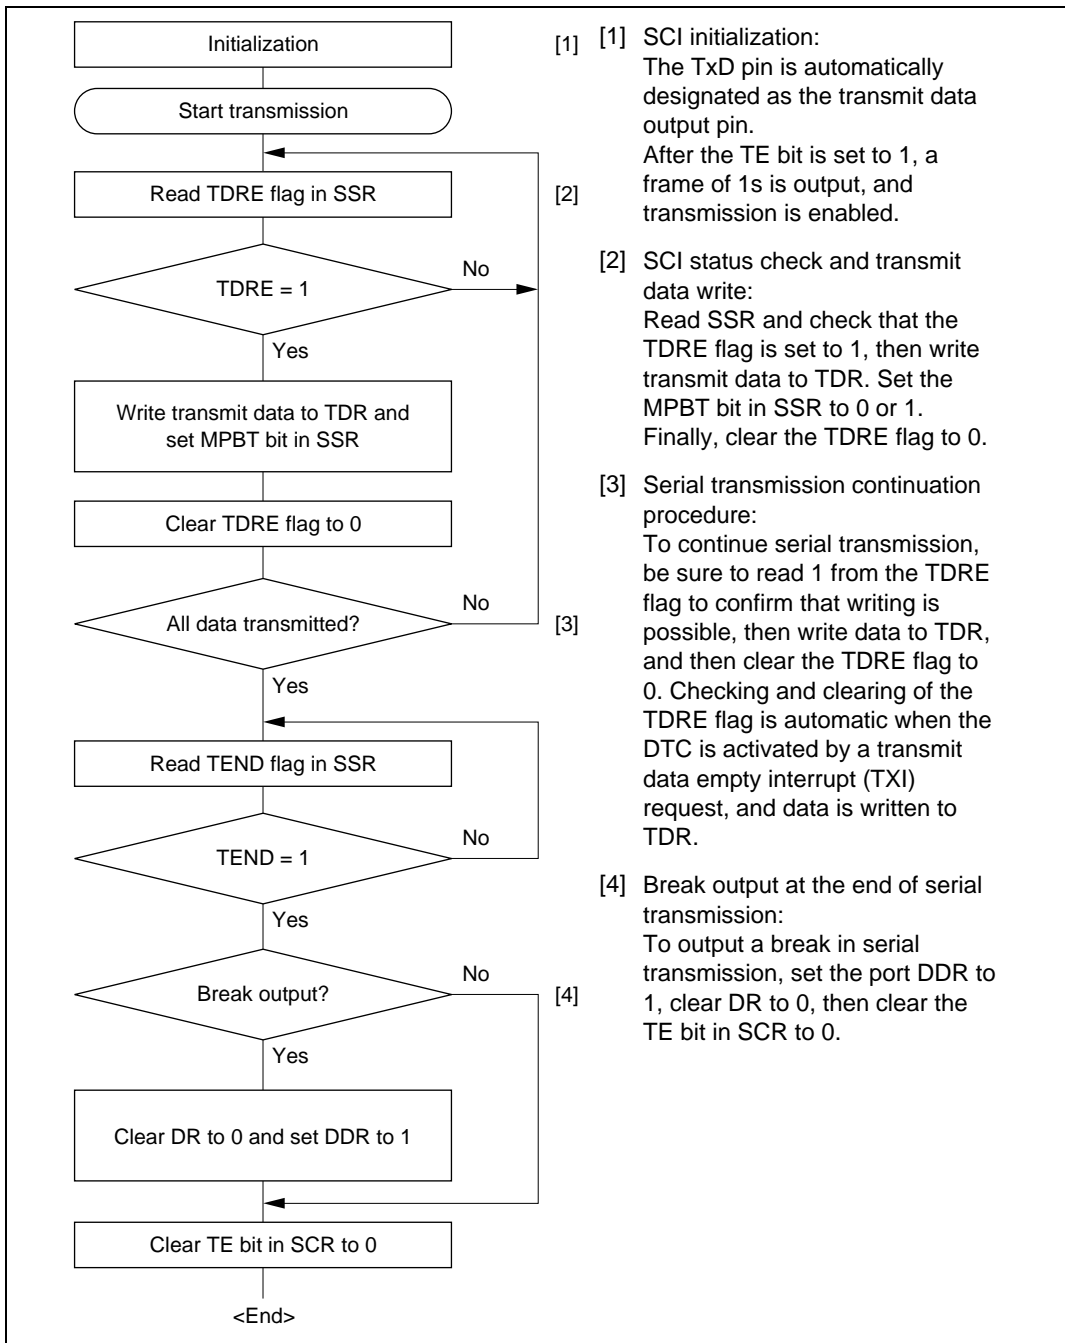 Initialization
[1]
Start transmission
Read TDRE flag in SSR
[2]
TDRE = 1
No
Yes
Write transmit data to TDR and
set MPBT bit in SSR
Clear TDRE flag to 0
All data transmitted?
No
[3]
Yes
Read TEND flag in SSR
TEND = 1
No
Yes
Break output?
No
[4]
Yes
Clear DR to 0 and set DDR to 1
Clear TE bit in SCR to 0
<End>
[1] SCI initialization:
The TxD pin is automatically
designated as the transmit data
output pin.
After the TE bit is set to 1, a
frame of 1s is output, and
transmission is enabled.
[2] SCI status check and transmit
data write:
Read SSR and check that the
TDRE flag is set to 1, then write
transmit data to TDR. Set the
MPBT bit in SSR to 0 or 1.
Finally, clear the TDRE flag to 0.
[3] Serial transmission continuation
procedure:
To continue serial transmission,
be sure to read 1 from the TDRE
flag to confirm that writing is
possible, then write data to TDR,
and then clear the TDRE flag to
0. Checking and clearing of the
TDRE flag is automatic when the
DTC is activated by a transmit
data empty interrupt (TXI)
request, and data is written to
TDR.
[4] Break output at the end of serial
transmission:
To output a break in serial
transmission, set the port DDR to
1, clear DR to 0, then clear the
TE bit in SCR to 0.